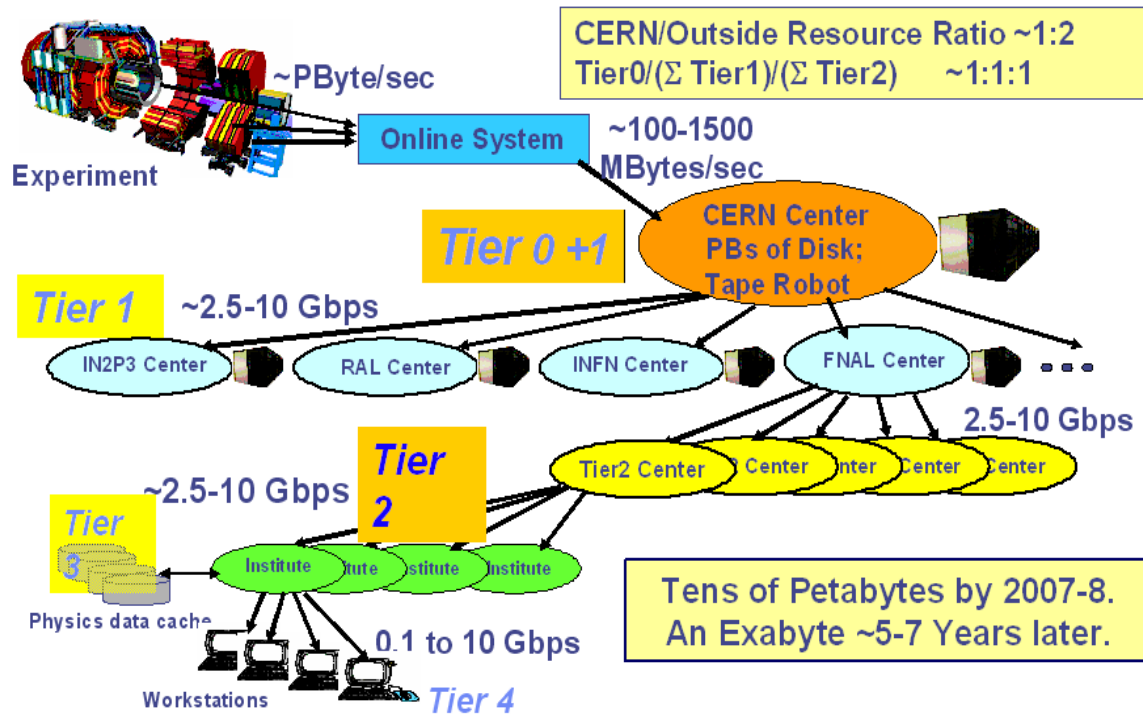 CERN/Outside Resource Ratio ~1:2
Tier0/(Σ Tier1)/(Σ Tier2) ~1:1:1
~PByte/sec
Online System
~100-1500
MBytes/sec
Experiment
CERN Center
PBs of Disk;
Tape Robot
Tier 0 +1
Tier 1
~2.5-10 Gbps
IN2P3 Center
RAL Center
INFN Center
FNAL Center
2.5-10 Gbps
Tier2 Center
Center
Center
Center
Tier
2
~2.5-10 Gbps
Tier
3
Institute
Institute
Physics data cache
0.1 to 10 Gbps
Workstations
Tier 4
Tens of Petabytes by 2007-8.
An Exabyte ~5-7 Years later.